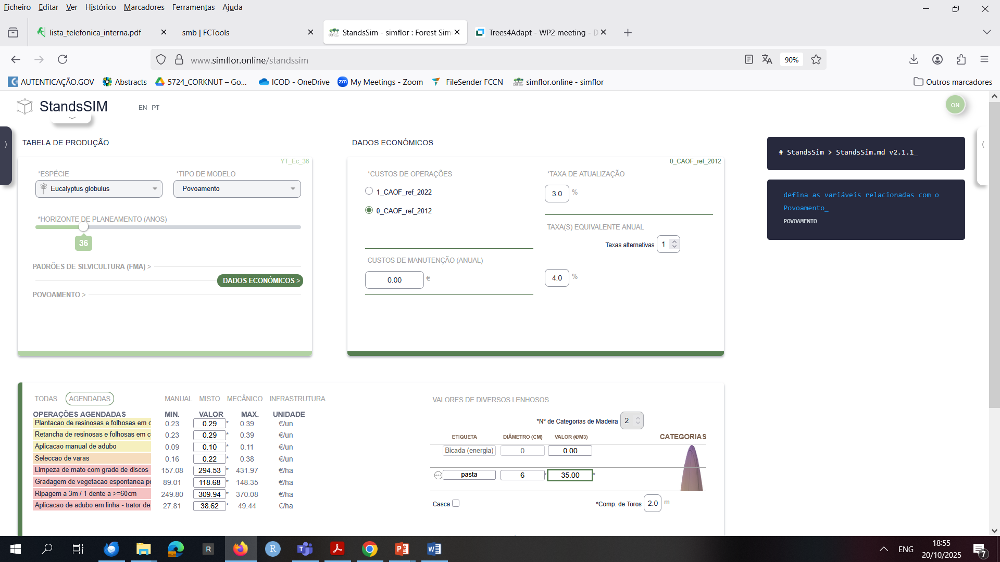 Ficheiro Editar Ver Histórico Marcadores Ferramentas Ajuda
lista_telefonica_interna.pdf smb | FCTools StandsSim - simflor : Forest Sim Trees4Adapt - WP2 meeting - D
www.simflor.online/standssim 90%
AUTENTICAÇÃO.GOV Abstracts 5724_CORKNUT – Go... ICOD - OneDrive zm My Meetings - Zoom FileSender FCCN simflor.online - simflor Outros marcadores
StandsSIM EN PT ON
TABELA DE PRODUÇÃO
YT_Ec_36
*ESPÉCIE *TIPO DE MODELO
Eucalyptus globulus Povoamento
*HORIZONTE DE PLANEAMENTO (ANOS)
36
PADRÕES DE SILVICULTURA (FMA) >
DADOS ECONÓMICOS >
POVOAMENTO >
DADOS ECONÓMICOS
0_CAOF_ref_2012
*CUSTOS DE OPERAÇÕES
1_CAOF_ref_2022
0_CAOF_ref_2012
CUSTOS DE MANUTENÇÃO (ANUAL)
0.00 €
*TAXA DE ATUALIZAÇÃO
3.0 %
TAXA(S) EQUIVALENTE ANUAL
Taxas alternativas 1
4.0 %
# StandsSim > StandsSim.md v2.1.1_
defina as variáveis relacionadas com o
Povoamento_
POVOAMENTO
TODAS AGENDADAS MANUAL MISTO MECÂNICO INFRASTRUTURA
OPERAÇÕES AGENDADAS MIN. VALOR MAX. UNIDADE
Plantacao de resinosas e folhosas em c 0.23 0.29 * 0.39 €/un
Retancha de resinosas e folhosas em c 0.23 0.29 * 0.39 €/un
Aplicacao manual de adubo 0.09 0.10 * 0.11 €/un
Seleccao de varas 0.16 0.22 * 0.38 €/un
Limpeza de mato com grade de discos 157.08 294.53 * 431.97 €/ha
Gradagem de vegetacao espontanea po 89.01 118.68 * 148.35 €/ha
Ripagem a 3m / 1 dente a >=60cm 249.80 309.94 * 370.08 €/ha
Aplicacao de adubo em linha - trator de 27.81 38.62 * 49.44 €/ha
VALORES DE DIVERSOS LENHOSOS
*Nº de Categorias de Madeira 2
ETIQUETA DIÂMETRO (CM) VALOR (€/M3) CATEGORIAS
Bicada (energia) 0 0.00
pasta 6 * 35.00 *
Casca *Comp. de Toros 2.0 m
ENG 18:55
20/10/2025 7